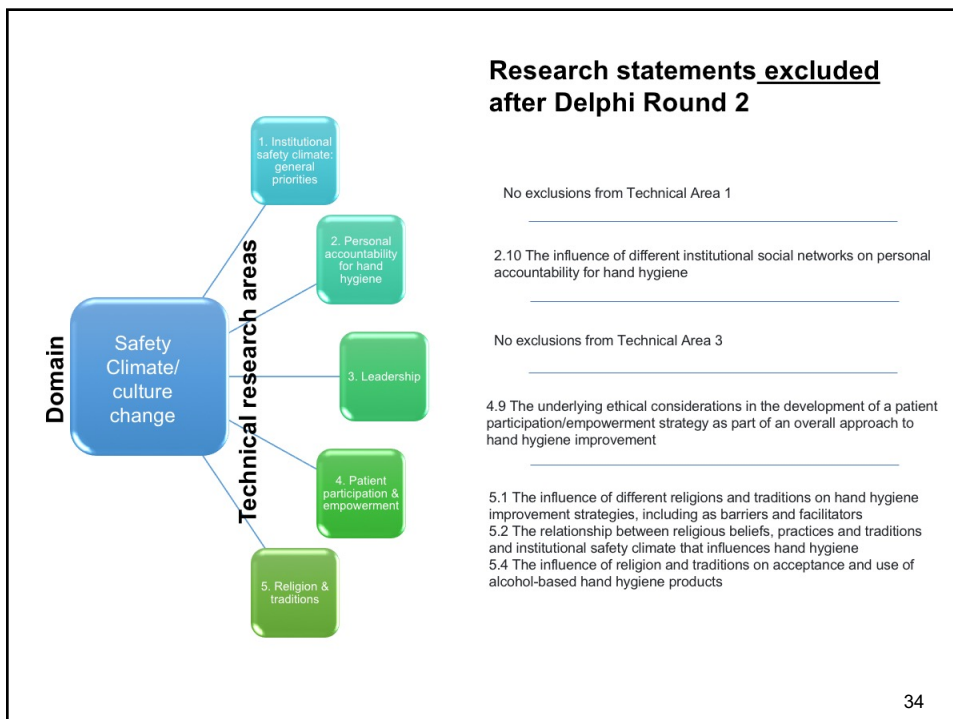 Research statements excluded
after Delphi Round 2
Domain
Safety
Climate/
culture
change
Technical research areas
1. Institutional
safety climate:
general
priorities
2. Personal
accountability
for hand
hygiene
3. Leadership
4. Patient
participation &
empowerment
5. Religion &
traditions
No exclusions from Technical Area 1
2.10 The influence of different institutional social networks on personal
accountability for hand hygiene
No exclusions from Technical Area 3
4.9 The underlying ethical considerations in the development of a patient
participation/empowerment strategy as part of an overall approach to
hand hygiene improvement
5.1 The influence of different religions and traditions on hand hygiene
improvement strategies, including as barriers and facilitators
5.2 The relationship between religious beliefs, practices and traditions
and institutional safety climate that influences hand hygiene
5.4 The influence of religion and traditions on acceptance and use of
alcohol-based hand hygiene products
34